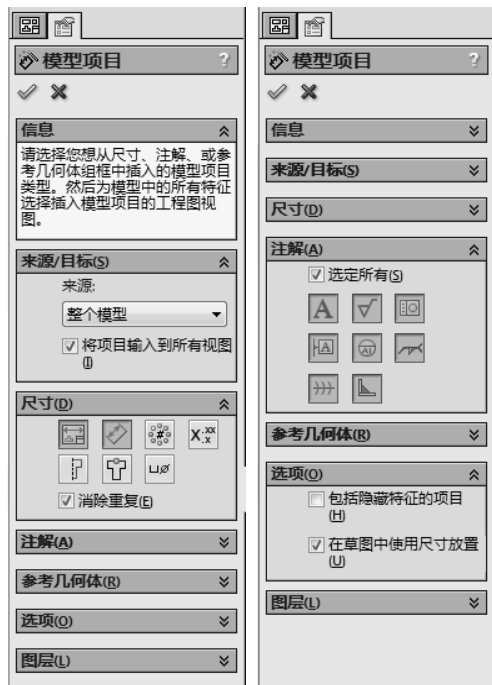 模型项目 ?
信息
请选择您想从尺寸、注解、或参
考几何体组框中插入的模型项目
类型。然后为模型中的所有特征
选择插入模型项目的工程图视
图。
来源/目标(S)
来源:
整个模型
将项目输入到所有视图
(I)
尺寸(D)
# X.xx
.x
消除重复(E)
注解(A)
参考几何体(R)
选项(O)
图层(L)
模型项目 ?
信息
来源/目标(S)
尺寸(D)
注解(A)
选定所有(S)
A
A
参考几何体(R)
选项(O)
包括隐藏特征的项目
(H)
在草图中使用尺寸放置
(U)
图层(L)